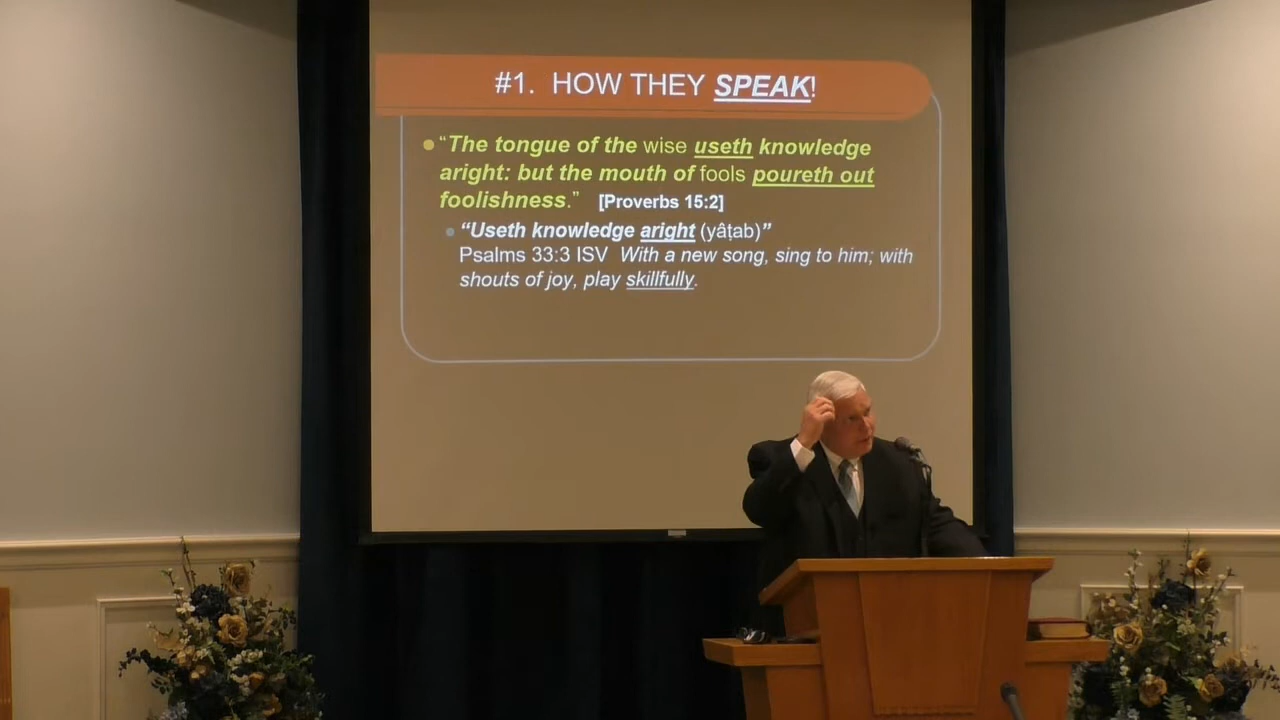 #1. HOW THEY SPEAK!
“The tongue of the wise useth knowledge
aright: but the mouth of fools poureth out
foolishness.” [Proverbs 15:2]
“Useth knowledge aright (yâṭab)”
Psalms 33:3 ISV With a new song, sing to him; with
shouts of joy, play skillfully.